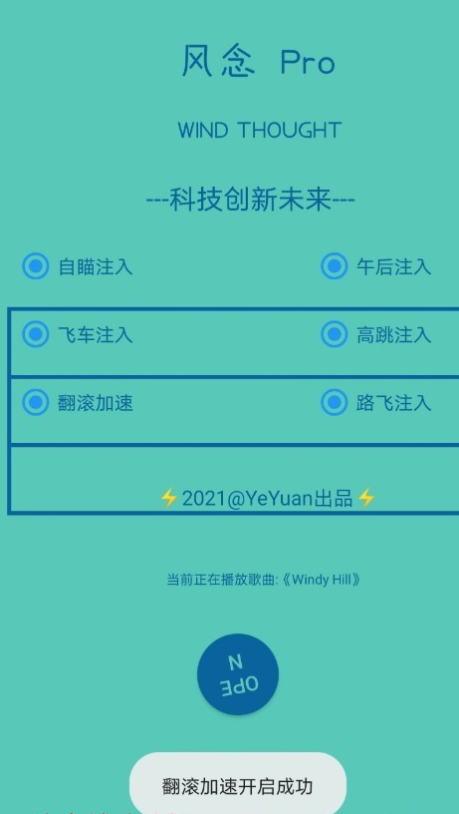 风念 Pro
WIND THOUGHT
---科技创新未来---
自瞄注入
午后注入
飞车注入
高跳注入
翻滚加速
路飞注入
⚡2021@YeYuan出品⚡
当前正在播放歌曲:《Windy Hill》
OPE
N
翻滚加速开启成功